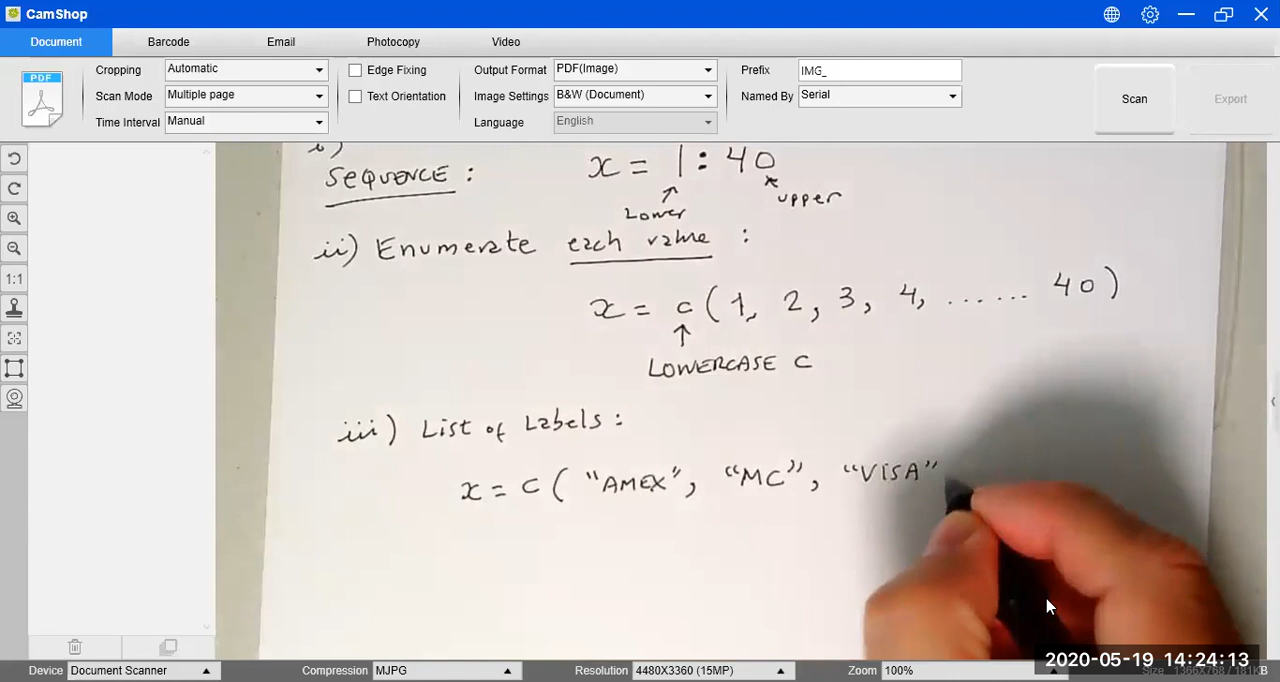 CamShop
Document Barcode Email Photocopy Video
PDF Cropping Automatic Edge Fixing Output Format PDF(Image) Prefix IMG_
Scan Mode Multiple page Text Orientation Image Settings B&W (Document) Named By Serial Scan Export
Time Interval Manual Language English
1:1
i)
SEQUENCE : x = 1 : 40
Lower upper
ii) Enumerate each value :
x = c ( 1, 2, 3, 4, ...... 40 )
LOWERCASE C
iii) List of Labels :
x = c ( "AMEX", "MC", "VISA"
2020-05-19 14:24:13
Device Document Scanner Compression MJPG Resolution 4480X3360 (15MP) Zoom 100%